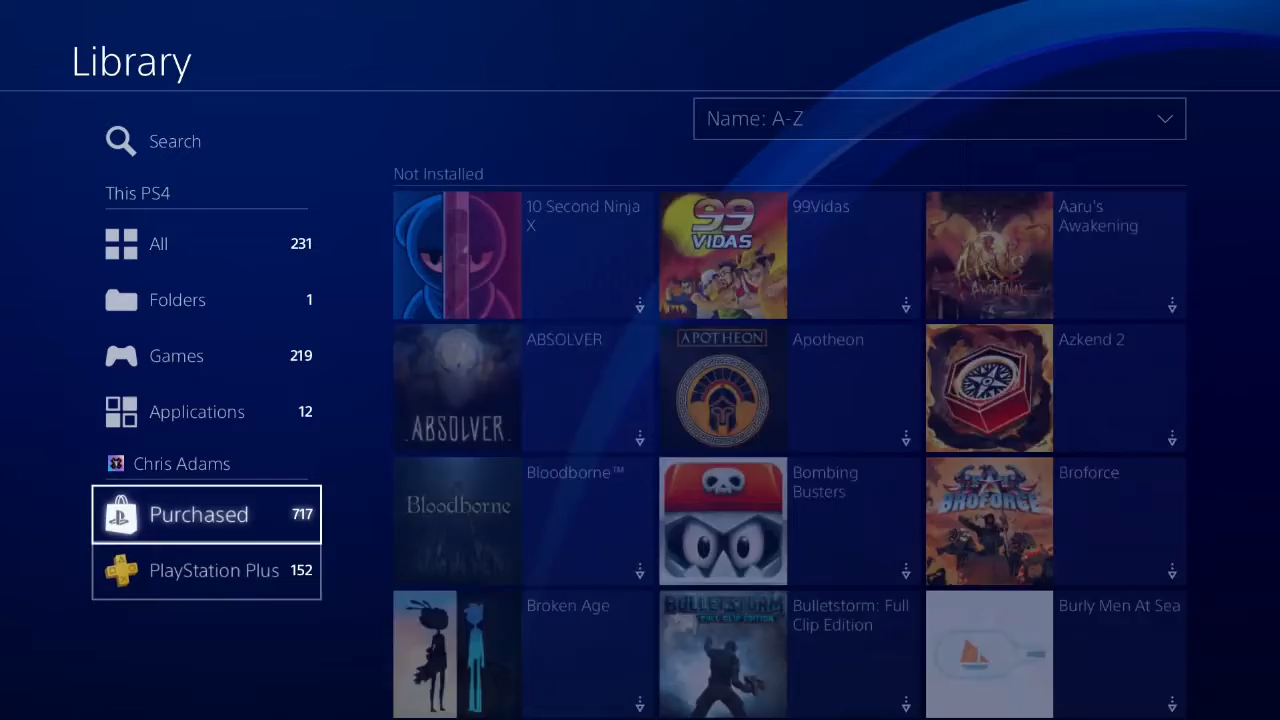 Library
Search
Name: A-Z
This PS4
All 231
Folders 1
Games 219
Applications 12
Chris Adams
Purchased 717
PlayStation Plus 152
Not Installed
10 Second Ninja
X
99
VIDAS
99Vidas
AARU'S
AWAKENING
Aaru's
Awakening
ABSOLVER
ABSOLVER
APOTHEON
Apotheon
Azkend 2
Bloodborne
Bloodborne™
Bombing
Busters
BROFORCE
Broforce
Broken Age
BULLETSTORM
FULL CLIP EDITION
Bulletstorm: Full
Clip Edition
Burly Men At Sea